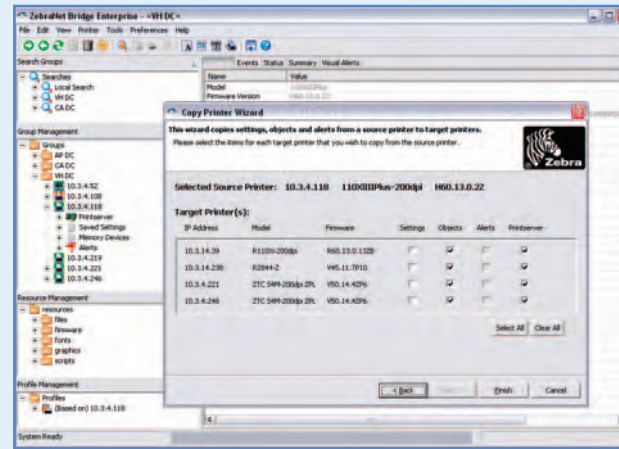 ZebraNet Bridge Enterprise - <VH DC>
File Edit View Printer Tools Preferences Help
Search Groups
Searches
Local Search
VH DC
CA DC
Events Status Summary Visual Alerts
Name Value
Model 110XiIIIPlus
Firmware Version H60.13.0.2Z
Group Management
Groups
AP DC
CA DC
VH DC
10.3.4.52
10.3.4.108
10.3.4.118
Printserver
Saved Settings
Memory Devices
Alerts
10.3.4.219
10.3.4.221
10.3.4.246
Resource Management
resources
files
firmware
fonts
graphics
scripts
Profile Management
Profiles
(Based on) 10.3.4.118
System Ready
Copy Printer Wizard
This wizard copies settings, objects and alerts from a source printer to target printers.
Please select the items for each target printer that you wish to copy from the source printer.
Zebra
Selected Source Printer: 10.3.4.118 110XiIIIPlus-200dpi H60.13.0.2Z
Target Printer(s):
IP Address Model Firmware Settings Objects Alerts Printserver
10.3.14.39 R110Xi-200dpi R60.13.0.13ZB
10.3.14.238 R2844-Z V45.11.7P10
10.3.4.221 ZTC S4M-200dpi ZPL V50.14.4ZP6
10.3.4.246 ZTC S4M-200dpi ZPL V50.14.4ZP6
Select All Clear All
< Back Finish Cancel